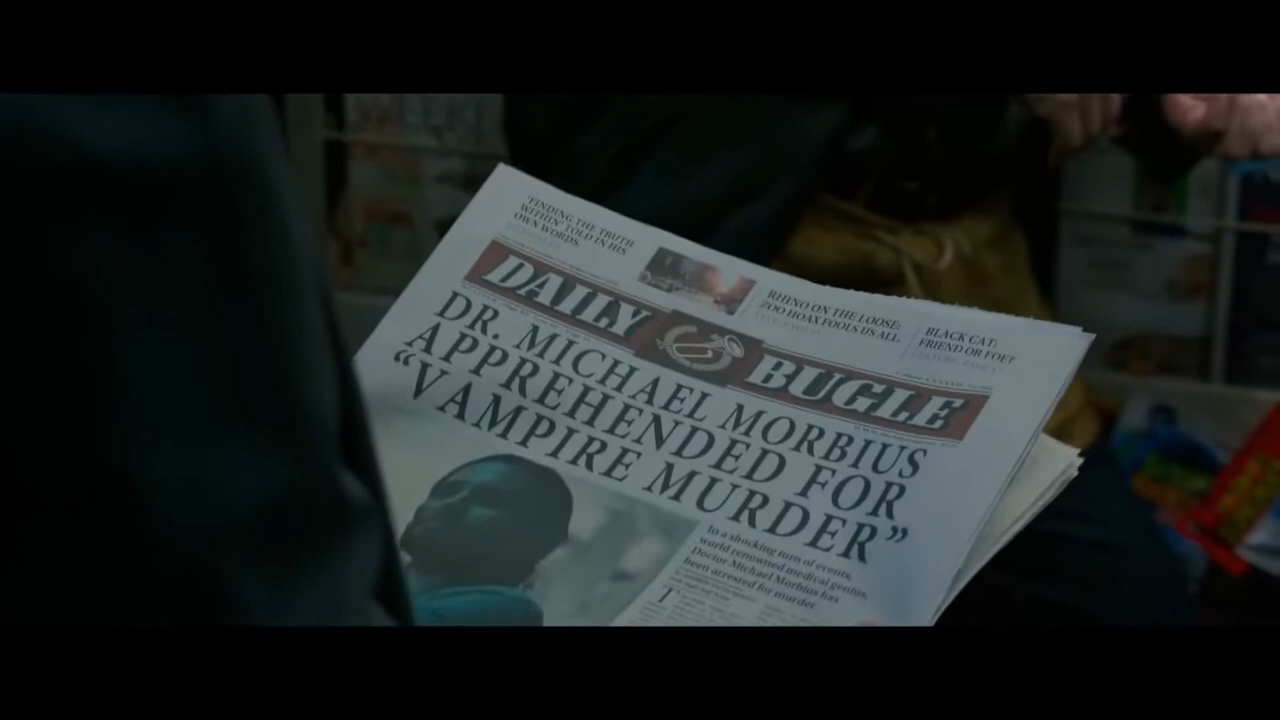 "FINDING THE TRUTH
WITHIN" TOLD IN HIS
OWN WORDS.
RHINO ON THE LOOSE:
ZOO HOAX FOOLS US ALL.
BLACK CAT:
FRIEND OR FOE?
DAILY BUGLE
DR. MICHAEL MORBIUS
APPREHENDED FOR
“VAMPIRE MURDER”
In a shocking turn of events,
world renowned medical genius,
Doctor Michael Morbius has
been arrested for murder